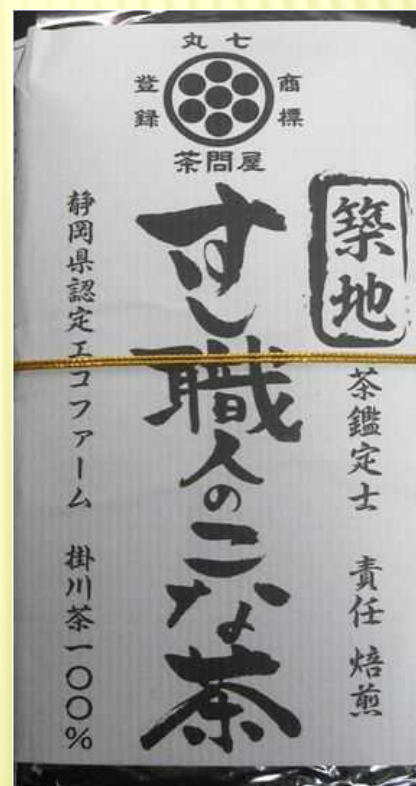 丸七
登録
商標
茶問屋
築地
茶鑑定士 責任 焙煎
すし職人のこな茶
静岡県認定エコファーム 掛川茶一〇〇%